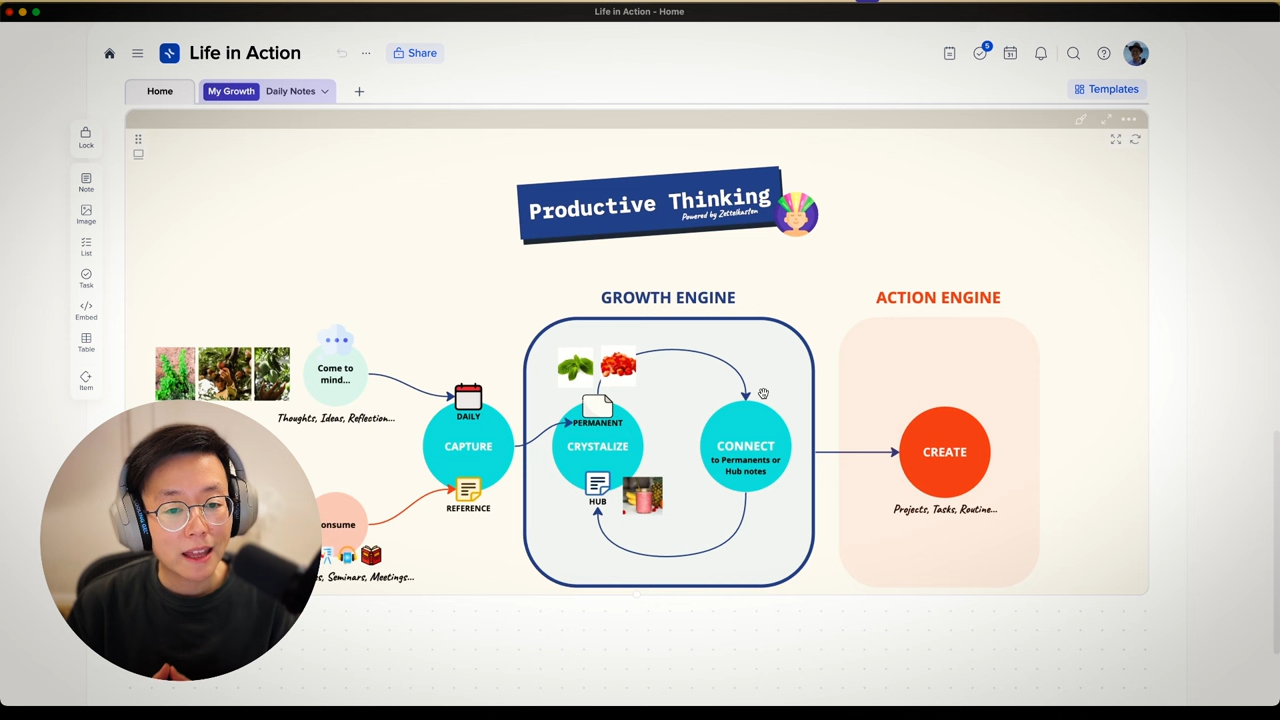 Life in Action - Home
Life in Action
Share
5
31
Home
My Growth
Daily Notes
Templates
Lock
Note
Image
List
Task
Embed
Table
Item
Productive Thinking
Powered by Zettelkasten
GROWTH ENGINE
ACTION ENGINE
Come to
mind...
Thoughts, Ideas, Reflection...
DAILY
CAPTURE
REFERENCE
PERMANENT
CRYSTALIZE
HUB
CONNECT
to Permanents or
Hub notes
CREATE
Projects, Tasks, Routine...
onsume
Seminars, Meetings...